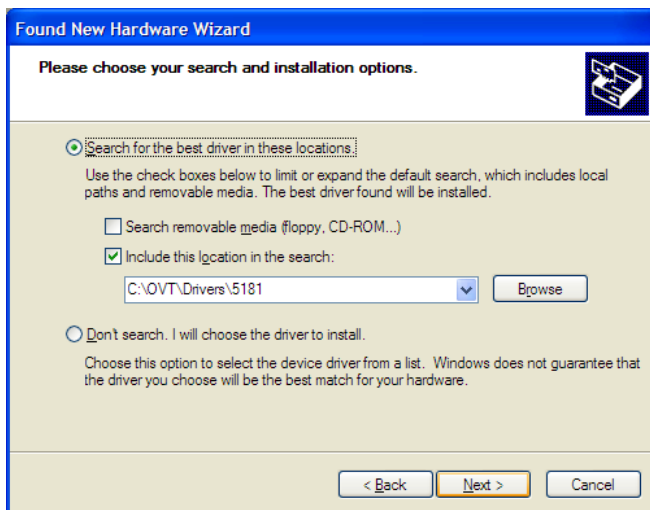 Found New Hardware Wizard
Please choose your search and installation options.
Search for the best driver in these locations.
Use the check boxes below to limit or expand the default search, which includes local
paths and removable media. The best driver found will be installed.
Search removable media (floppy, CD-ROM...)
Include this location in the search:
C:\OVT\Drivers\5181
Browse
Don't search. I will choose the driver to install.
Choose this option to select the device driver from a list. Windows does not guarantee that
the driver you choose will be the best match for your hardware.
< Back
Next >
Cancel